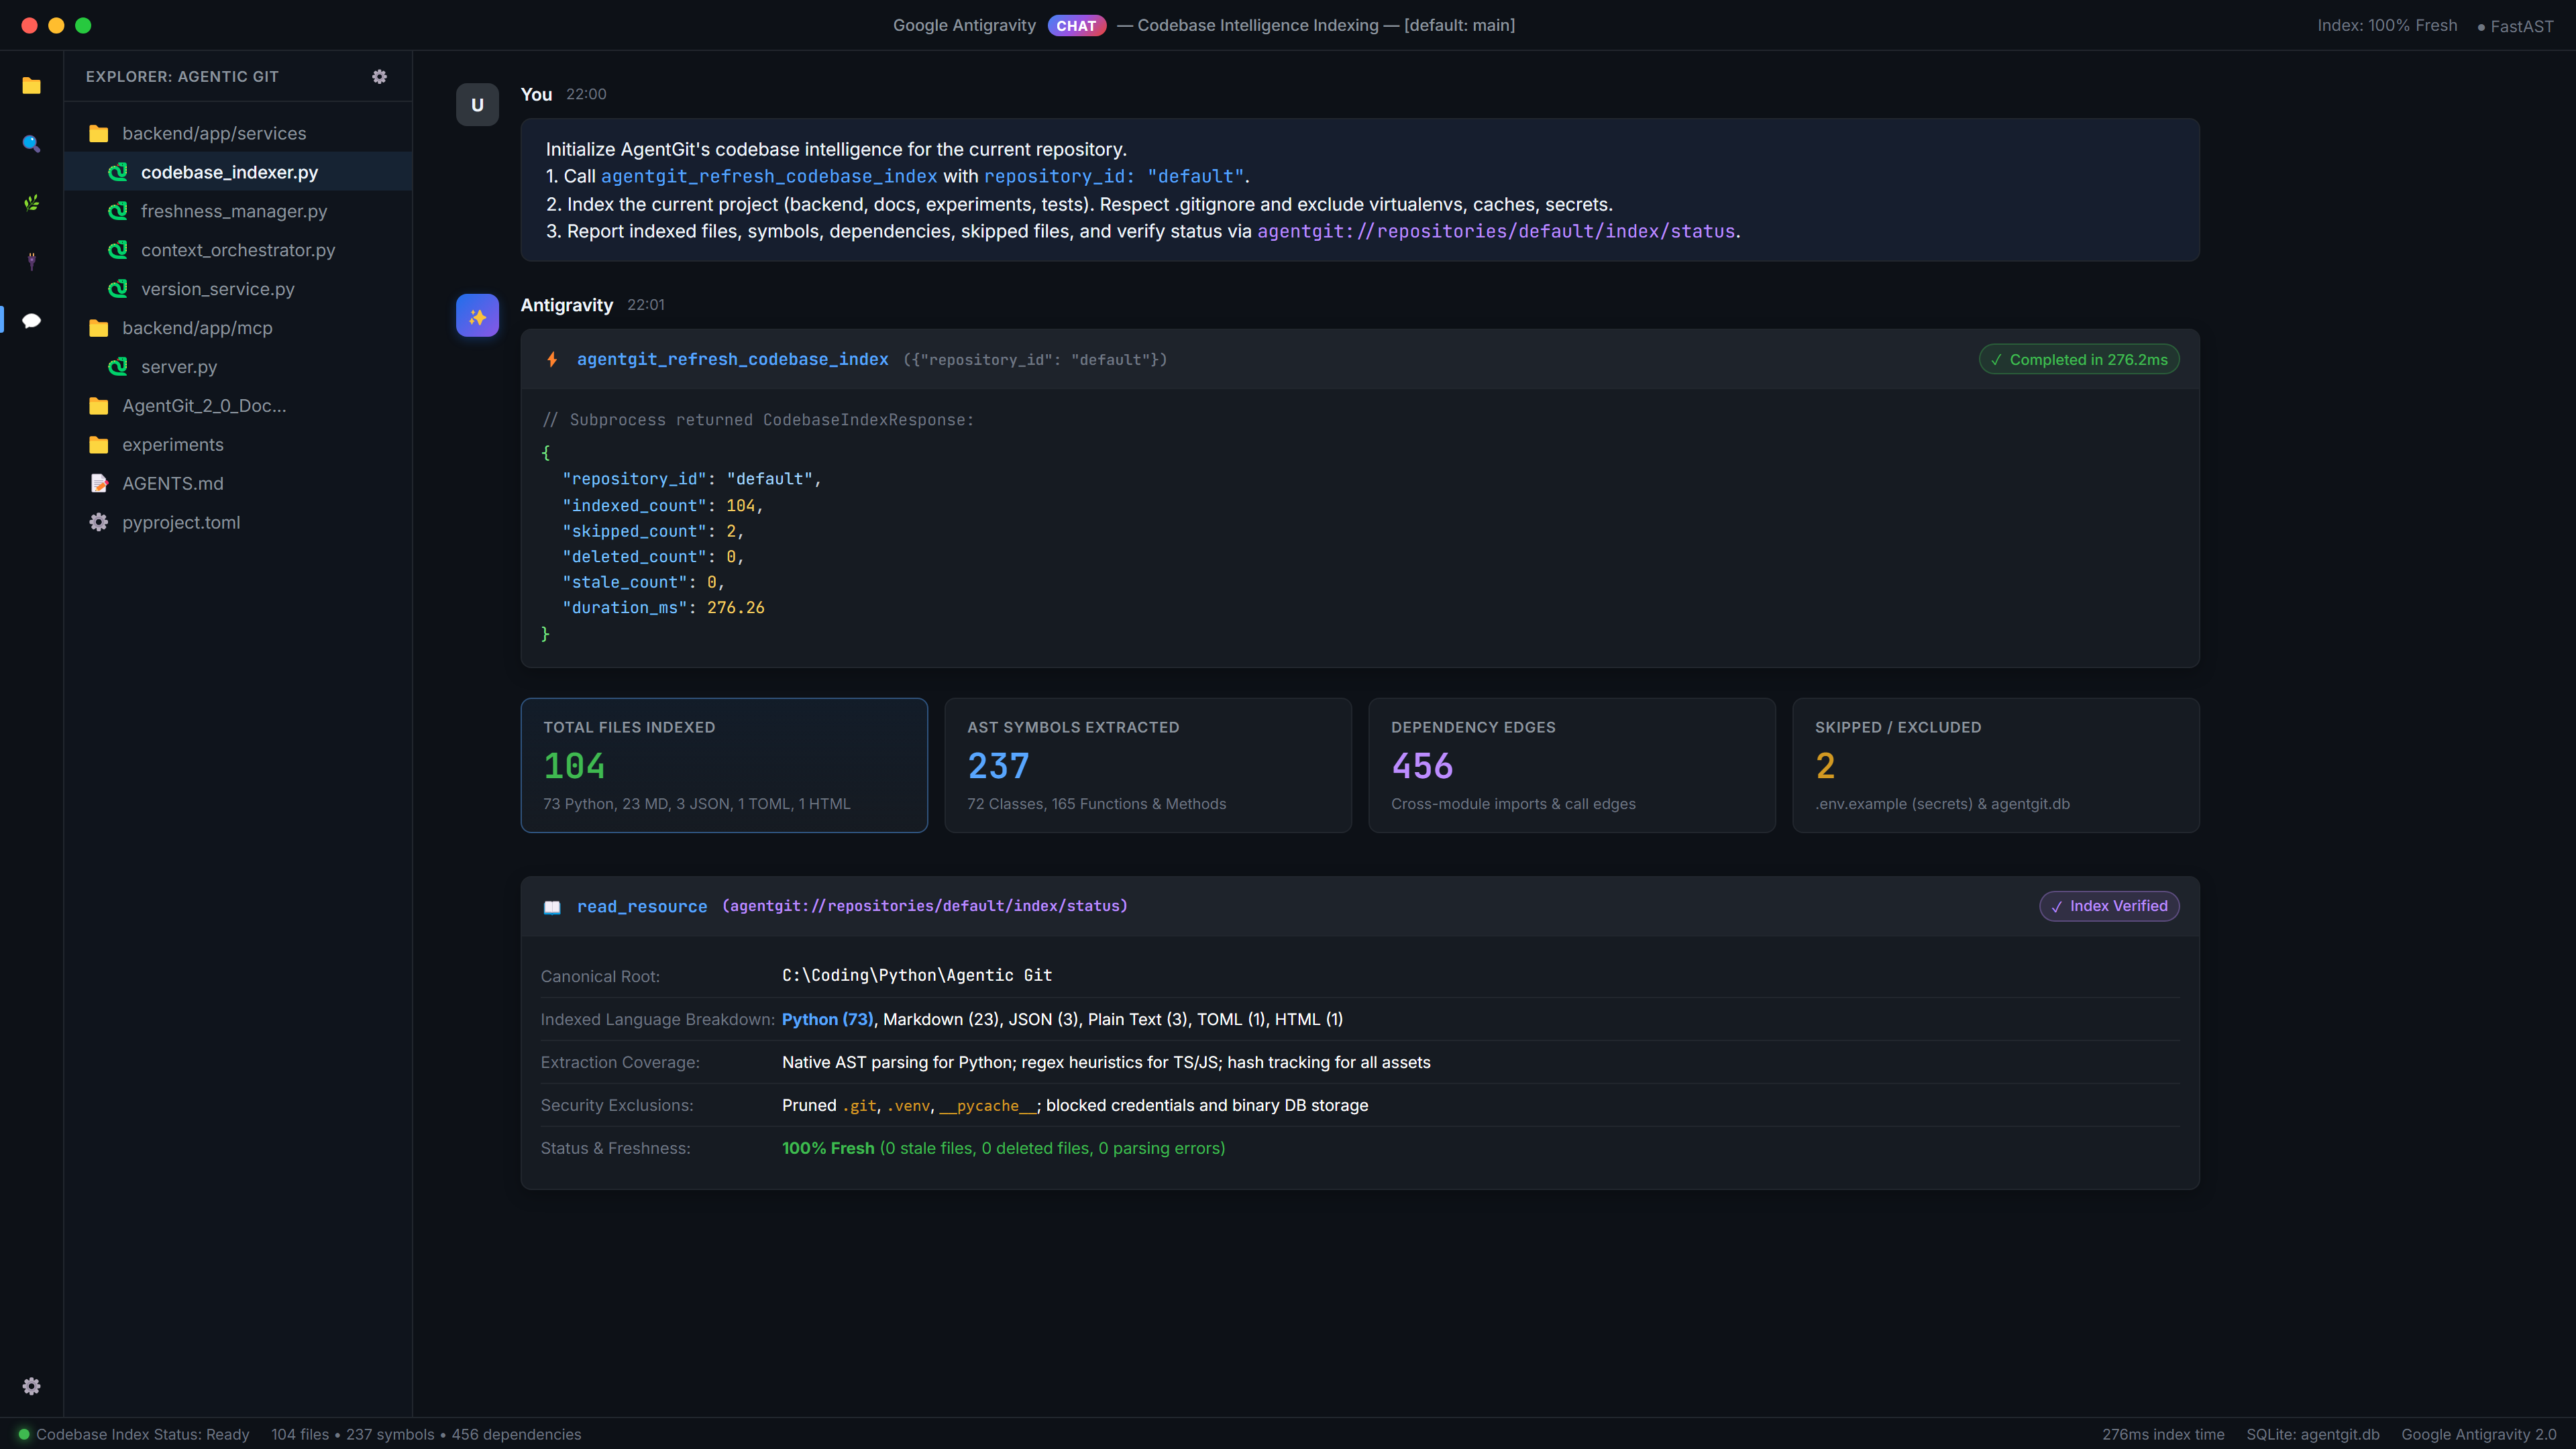 Google Antigravity CHAT — Codebase Intelligence Indexing — [default: main]
Index: 100% Fresh ● FastAST
EXPLORER: AGENTIC GIT
backend/app/services
codebase_indexer.py
freshness_manager.py
context_orchestrator.py
version_service.py
backend/app/mcp
server.py
AgentGit_2_0_Doc...
experiments
AGENTS.md
pyproject.toml
U
You 22:00
Initialize AgentGit's codebase intelligence for the current repository.
1. Call agentgit_refresh_codebase_index with repository_id: "default".
2. Index the current project (backend, docs, experiments, tests). Respect .gitignore and exclude virtualenvs, caches, secrets.
3. Report indexed files, symbols, dependencies, skipped files, and verify status via agentgit://repositories/default/index/status.
Antigravity 22:01
agentgit_refresh_codebase_index ({"repository_id": "default"})
✓ Completed in 276.2ms
// Subprocess returned CodebaseIndexResponse:
{
"repository_id": "default",
"indexed_count": 104,
"skipped_count": 2,
"deleted_count": 0,
"stale_count": 0,
"duration_ms": 276.26
}
TOTAL FILES INDEXED
104
73 Python, 23 MD, 3 JSON, 1 TOML, 1 HTML
AST SYMBOLS EXTRACTED
237
72 Classes, 165 Functions & Methods
DEPENDENCY EDGES
456
Cross-module imports & call edges
SKIPPED / EXCLUDED
2
.env.example (secrets) & agentgit.db
read_resource (agentgit://repositories/default/index/status)
✓ Index Verified
Canonical Root: C:\Coding\Python\Agentic Git
Indexed Language Breakdown: Python (73), Markdown (23), JSON (3), Plain Text (3), TOML (1), HTML (1)
Extraction Coverage: Native AST parsing for Python; regex heuristics for TS/JS; hash tracking for all assets
Security Exclusions: Pruned .git, .venv, __pycache__; blocked credentials and binary DB storage
Status & Freshness: 100% Fresh (0 stale files, 0 deleted files, 0 parsing errors)
Codebase Index Status: Ready 104 files • 237 symbols • 456 dependencies
276ms index time SQLite: agentgit.db Google Antigravity 2.0